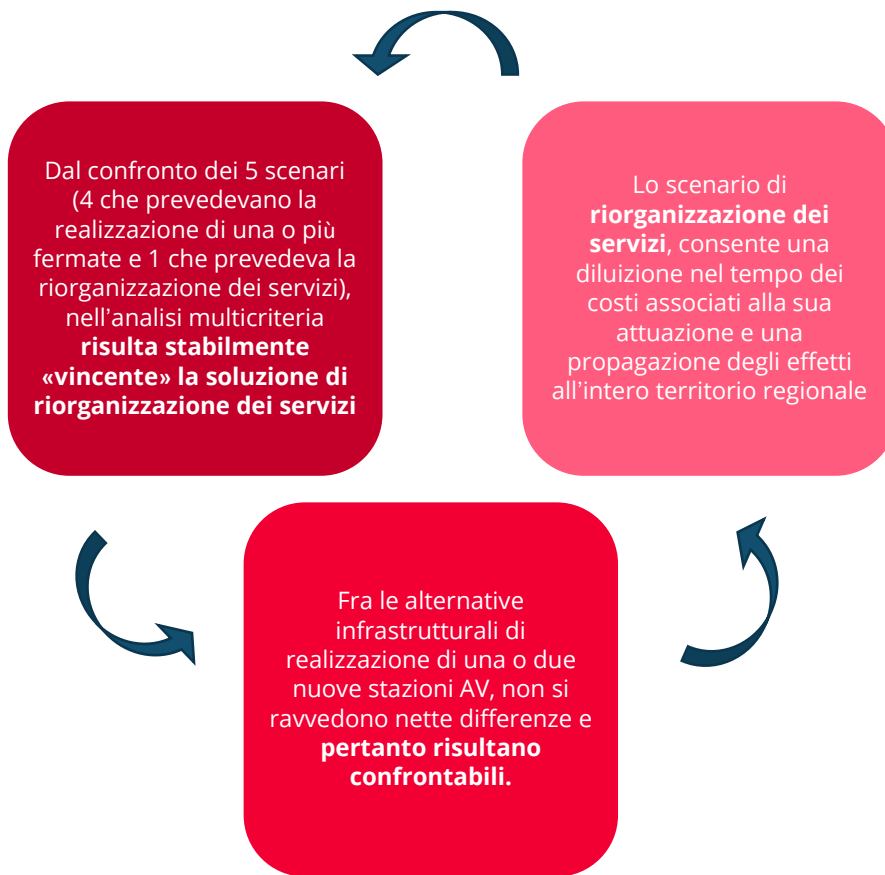 Dal confronto dei 5 scenari
(4 che prevedevano la
realizzazione di una o più
fermate e 1 che prevedeva la
riorganizzazione dei servizi),
nell'analisi multicriteria
risulta stabilmente
«vincente» la soluzione di
riorganizzazione dei servizi
Lo scenario di
riorganizzazione dei
servizi, consente una
diluizione nel tempo dei
costi associati alla sua
attuazione e una
propagazione degli effetti
all'intero territorio regionale
Fra le alternative
infrastrutturali di
realizzazione di una o due
nuove stazioni AV, non si
ravvedono nette differenze e
pertanto risultano
confrontabili.